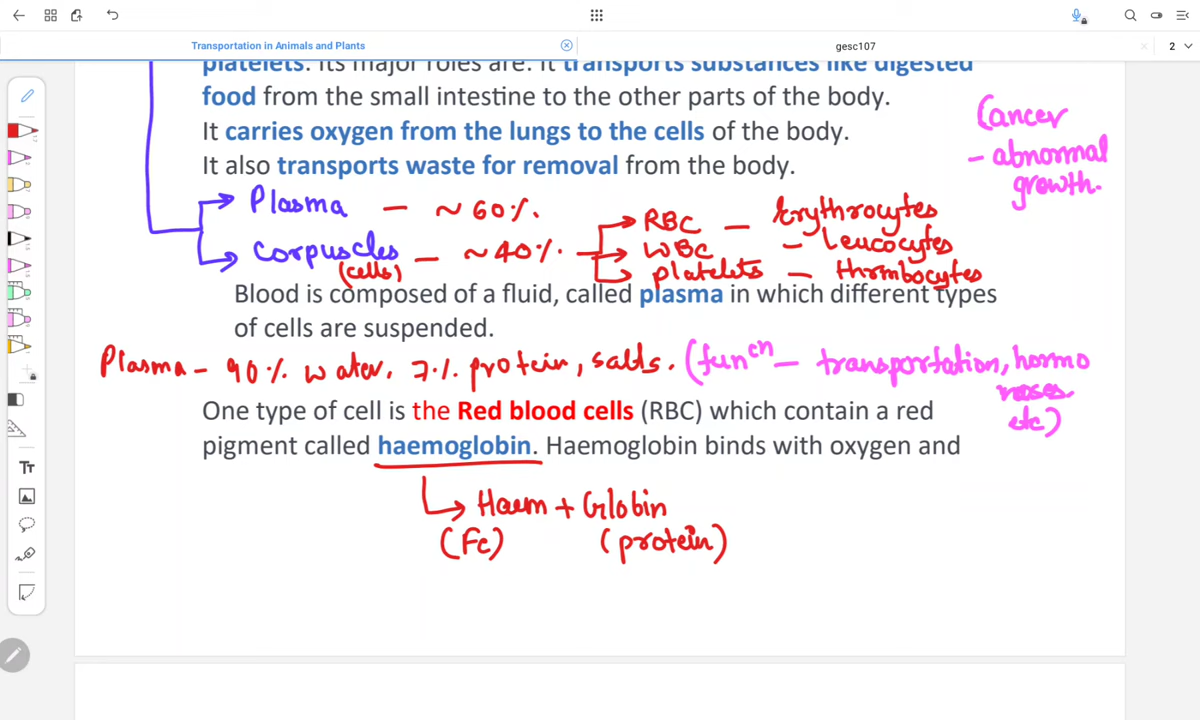 Transportation in Animals and Plants
gesc107
2
platelets. Its major roles are: It transports substances like digested
food from the small intestine to the other parts of the body.
It carries oxygen from the lungs to the cells of the body.
It also transports waste for removal from the body.
Cancer
- abnormal
growth.
Plasma - ~60%.
Corpuscles - ~40%.
(cells)
RBC - Erythrocytes
WBC - Leucocytes
platelets - thrmbocytes
Blood is composed of a fluid, called plasma in which different types
of cells are suspended.
Plasma - 90% water, 7% protein, salts. (funcn - transportation, hormo
nes
etc)
One type of cell is the Red blood cells (RBC) which contain a red
pigment called haemoglobin. Haemoglobin binds with oxygen and
Haem + Globin
(Fe) (protein)
Tт